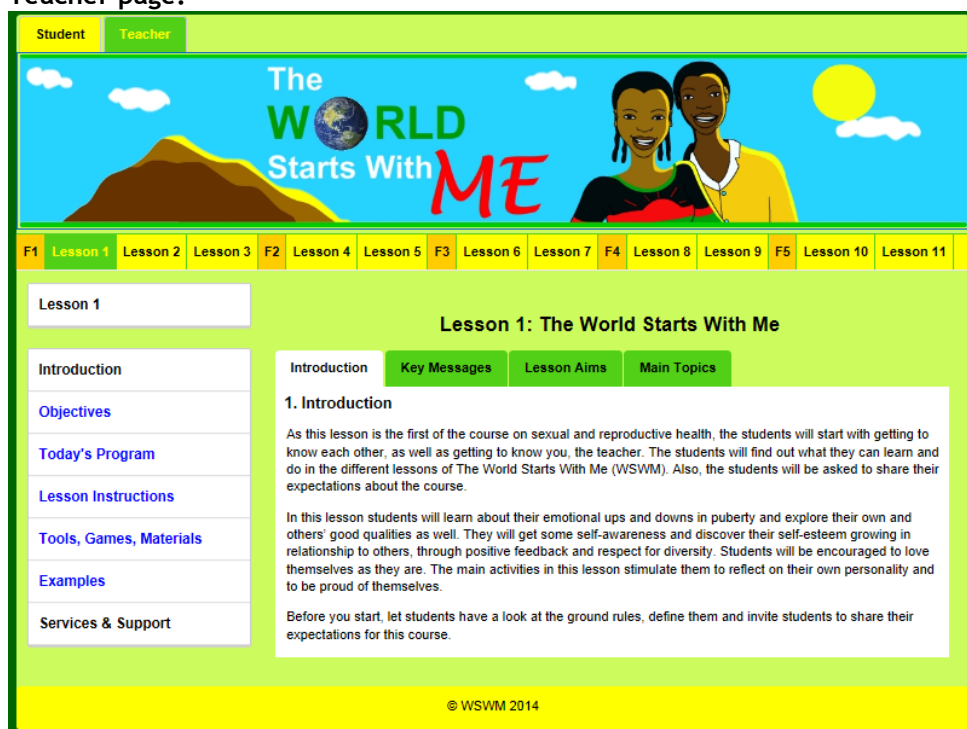 Teacher page:
Student Teacher
The
WORLD
Starts With
ME
F1 Lesson 1 Lesson 2 Lesson 3 F2 Lesson 4 Lesson 5 F3 Lesson 6 Lesson 7 F4 Lesson 8 Lesson 9 F5 Lesson 10 Lesson 11
Lesson 1
Introduction
Objectives
Today's Program
Lesson Instructions
Tools, Games, Materials
Examples
Services & Support
Lesson 1: The World Starts With Me
Introduction Key Messages Lesson Aims Main Topics
1. Introduction
As this lesson is the first of the course on sexual and reproductive health, the students will start with getting to
know each other, as well as getting to know you, the teacher. The students will find out what they can learn and
do in the different lessons of The World Starts With Me (WSWM). Also, the students will be asked to share their
expectations about the course.
In this lesson students will learn about their emotional ups and downs in puberty and explore their own and
others' good qualities as well. They will get some self-awareness and discover their self-esteem growing in
relationship to others, through positive feedback and respect for diversity. Students will be encouraged to love
themselves as they are. The main activities in this lesson stimulate them to reflect on their own personality and
to be proud of themselves.
Before you start, let students have a look at the ground rules, define them and invite students to share their
expectations for this course.
© WSWM 2014